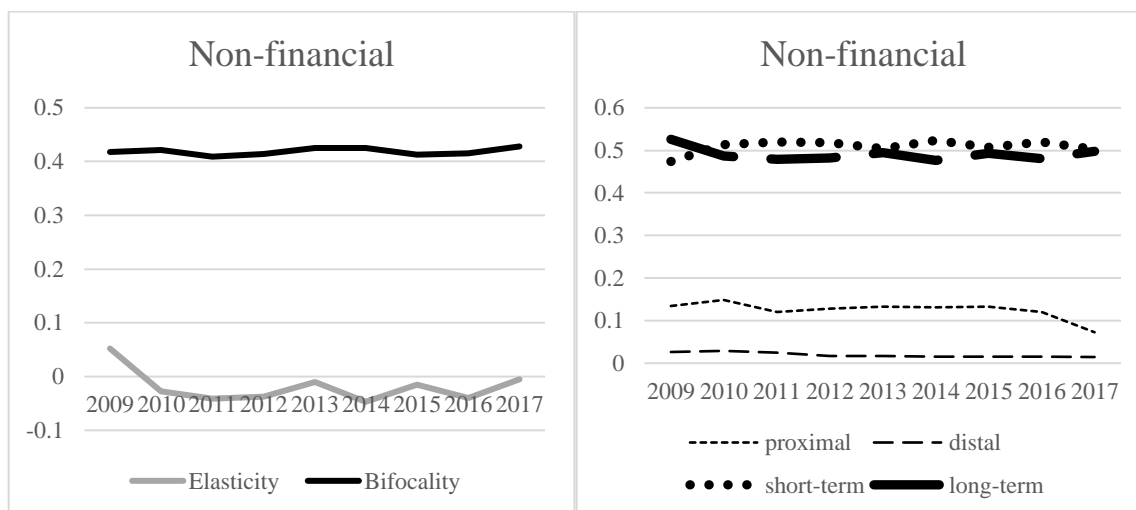 Non-financial
0.5
0.4
0.3
0.2
0.1
0
-0.1
2009 2010 2011 2012 2013 2014 2015 2016 2017
Elasticity Bifocality
Non-financial
0.6
0.5
0.4
0.3
0.2
0.1
0
2009 2010 2011 2012 2013 2014 2015 2016 2017
proximal distal
short-term long-term